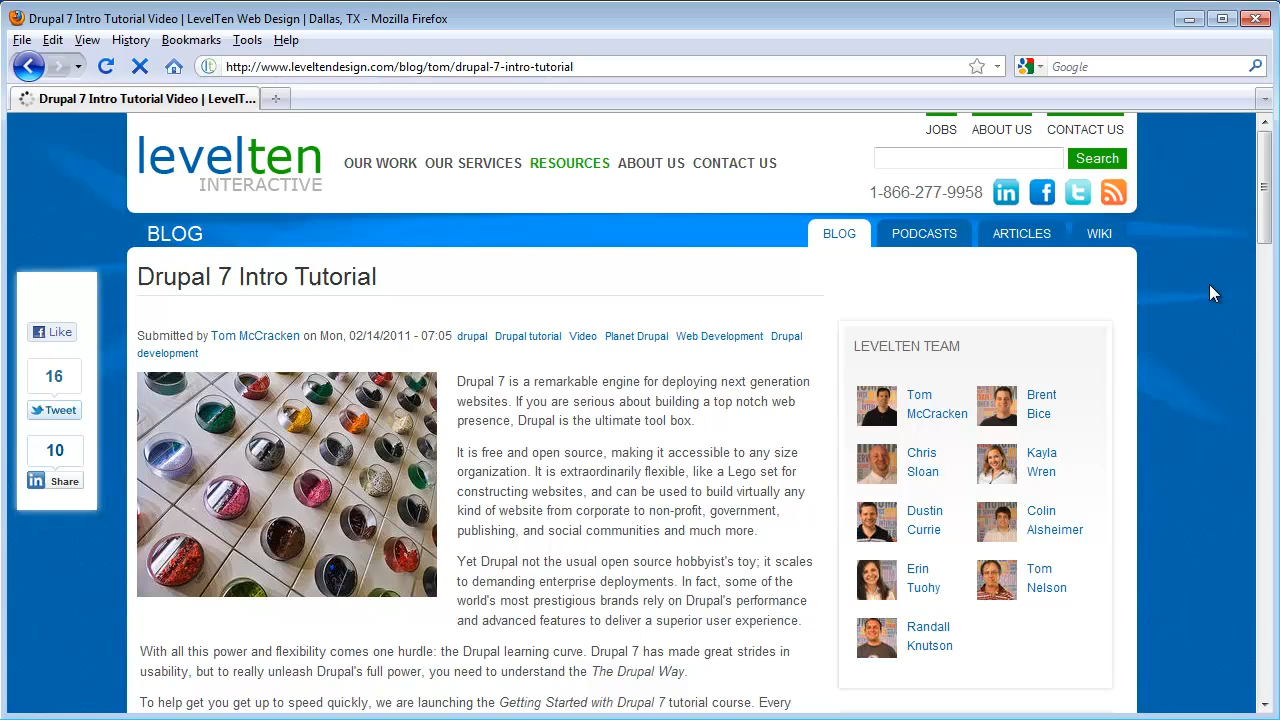 Drupal 7 Intro Tutorial Video | LevelTen Web Design | Dallas, TX - Mozilla Firefox
File Edit View History Bookmarks Tools Help
http://www.leveltendesign.com/blog/tom/drupal-7-intro-tutorial
Google
Drupal 7 Intro Tutorial Video | LevelT...
JOBS ABOUT US CONTACT US
levelten
INTERACTIVE
OUR WORK OUR SERVICES RESOURCES ABOUT US CONTACT US
Search
1-866-277-9958
BLOG
BLOG PODCASTS ARTICLES WIKI
Drupal 7 Intro Tutorial
Like
16
Tweet
10
Share
Submitted by Tom McCracken on Mon, 02/14/2011 - 07:05 drupal Drupal tutorial Video Planet Drupal Web Development Drupal
development
Drupal 7 is a remarkable engine for deploying next generation
websites. If you are serious about building a top notch web
presence, Drupal is the ultimate tool box.
It is free and open source, making it accessible to any size
organization. It is extraordinarily flexible, like a Lego set for
constructing websites, and can be used to build virtually any
kind of website from corporate to non-profit, government,
publishing, and social communities and much more.
Yet Drupal not the usual open source hobbyist's toy; it scales
to demanding enterprise deployments. In fact, some of the
world's most prestigious brands rely on Drupal's performance
and advanced features to deliver a superior user experience.
With all this power and flexibility comes one hurdle: the Drupal learning curve. Drupal 7 has made great strides in
usability, but to really unleash Drupal's full power, you need to understand the The Drupal Way.
To help get you get up to speed quickly, we are launching the Getting Started with Drupal 7 tutorial course. Every
LEVELTEN TEAM
Tom
McCracken
Brent
Bice
Chris
Sloan
Kayla
Wren
Dustin
Currie
Colin
Alsheimer
Erin
Tuohy
Tom
Nelson
Randall
Knutson